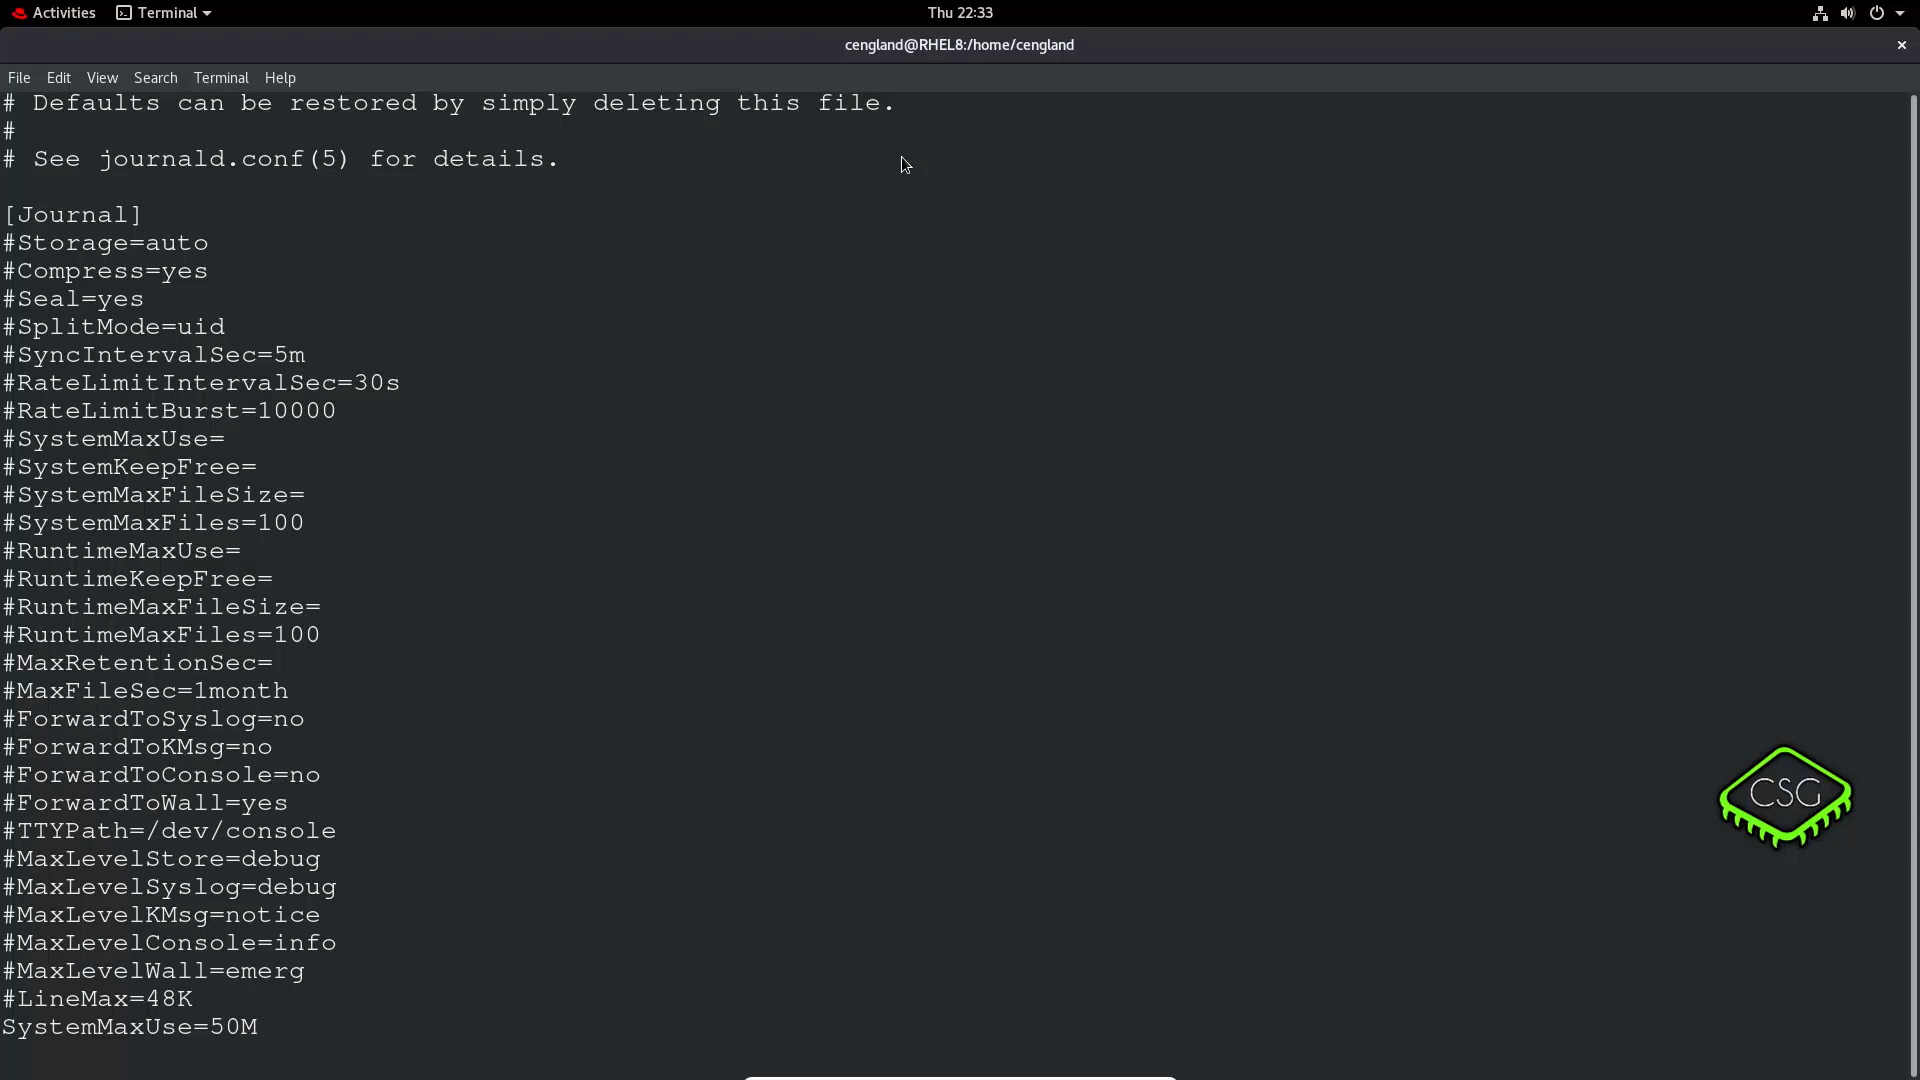 Activities
Terminal
Thu 22:33
cengland@RHEL8:/home/cengland
File Edit View Search Terminal Help
# Defaults can be restored by simply deleting this file.
#
# See journald.conf(5) for details.
[Journal]
#Storage=auto
#Compress=yes
#Seal=yes
#SplitMode=uid
#SyncIntervalSec=5m
#RateLimitIntervalSec=30s
#RateLimitBurst=10000
#SystemMaxUse=
#SystemKeepFree=
#SystemMaxFileSize=
#SystemMaxFiles=100
#RuntimeMaxUse=
#RuntimeKeepFree=
#RuntimeMaxFileSize=
#RuntimeMaxFiles=100
#MaxRetentionSec=
#MaxFileSec=1month
#ForwardToSyslog=no
#ForwardToKMsg=no
#ForwardToConsole=no
#ForwardToWall=yes
#TTYPath=/dev/console
#MaxLevelStore=debug
#MaxLevelSyslog=debug
#MaxLevelKMsg=notice
#MaxLevelConsole=info
#MaxLevelWall=emerg
#LineMax=48K
SystemMaxUse=50M
CSG